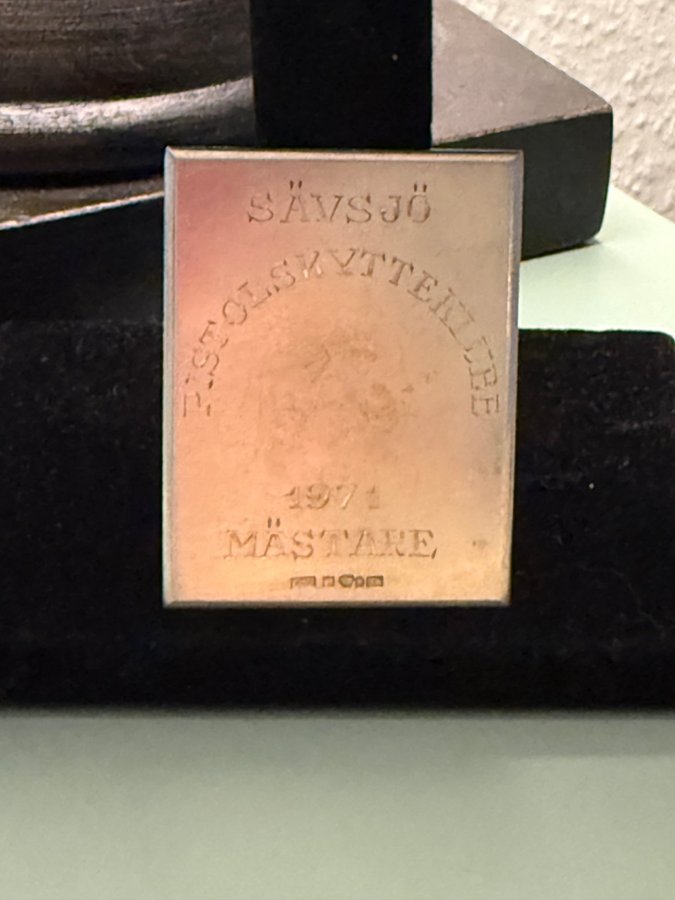 SÄVSJÖ
PISTOLSKYTTEKLUBB
1971
MÄSTARE